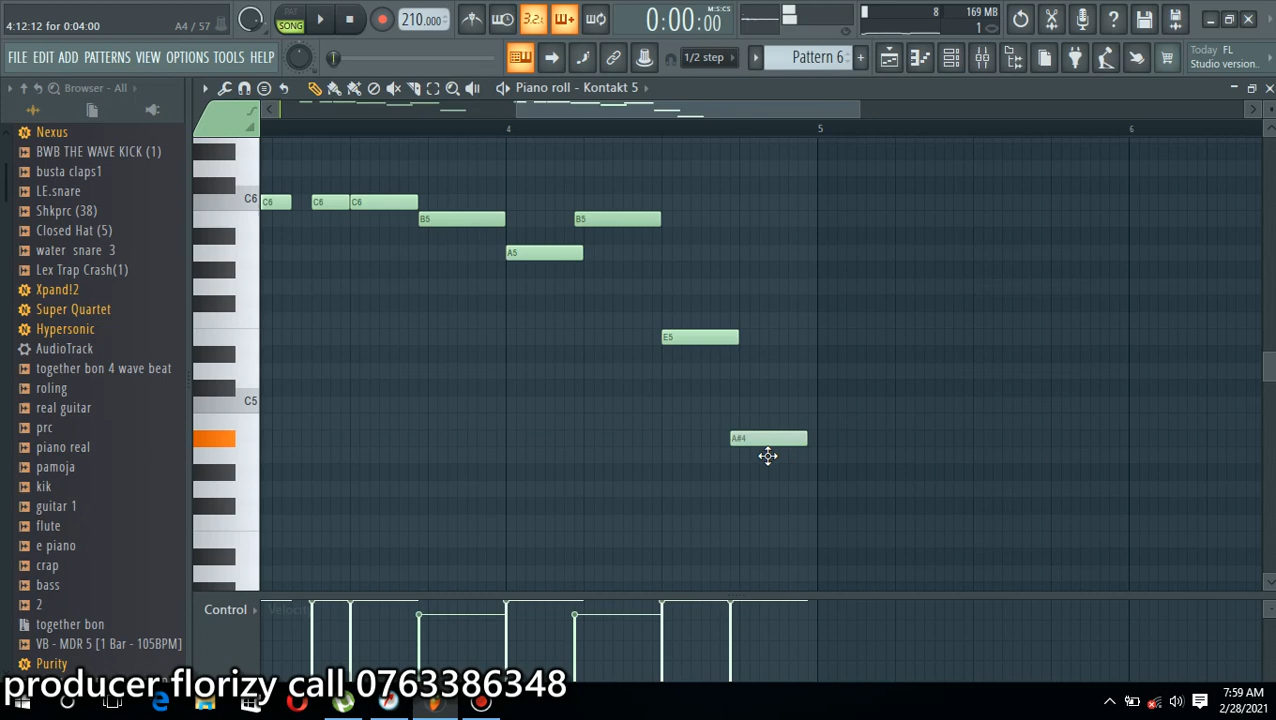 4:12:12 for 0:04:00
A4 / 57
PAT
SONG
210.000
3.2.
0:00:00
M:S:CS
8
169 MB
1
FILE EDIT ADD PATTERNS VIEW OPTIONS TOOLS HELP
1/2 step
Pattern 6
Today: FL
Studio version..
Browser - All
Piano roll - Kontakt 5
4
5
6
Nexus
BWB THE WAVE KICK (1)
busta claps1
LE.snare
Shkprc (38)
Closed Hat (5)
water snare 3
Lex Trap Crash(1)
Xpand!2
Super Quartet
Hypersonic
AudioTrack
together bon 4 wave beat
roling
real guitar
prc
piano real
pamoja
kik
guitar 1
flute
e piano
crap
bass
2
together bon
VB - MDR 5 [1 Bar - 105BPM]
Purity
C6
C6
C6
C6
B5
B5
A5
E5
C5
A#4
Control
Velocity
producer florizy call 0763386348
7:59 AM
2/28/2021